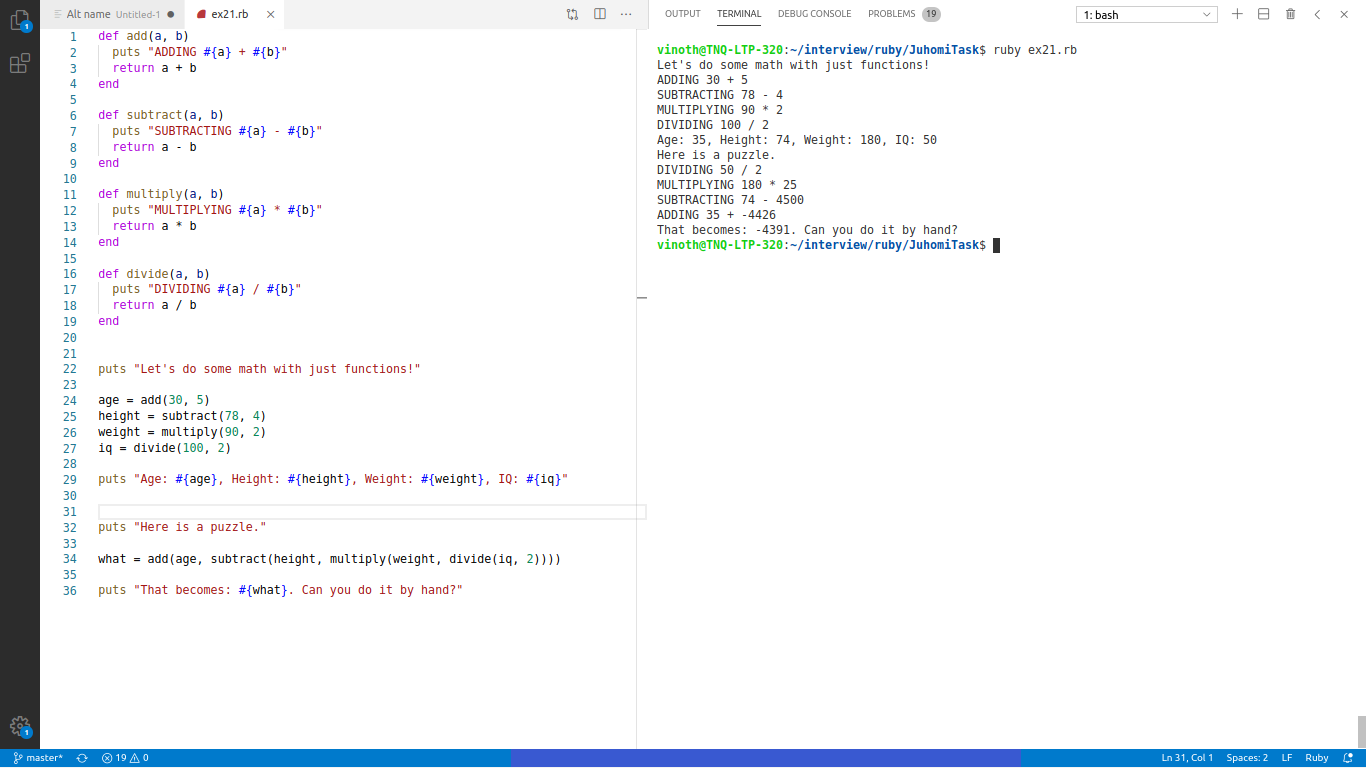 Alt name Untitled-1 ●
ex21.rb
1 def add(a, b)
2   puts "ADDING #{a} + #{b}"
3   return a + b
4 end
5
6 def subtract(a, b)
7   puts "SUBTRACTING #{a} - #{b}"
8   return a - b
9 end
10
11 def multiply(a, b)
12   puts "MULTIPLYING #{a} * #{b}"
13   return a * b
14 end
15
16 def divide(a, b)
17   puts "DIVIDING #{a} / #{b}"
18   return a / b
19 end
20
21
22 puts "Let's do some math with just functions!"
23
24 age = add(30, 5)
25 height = subtract(78, 4)
26 weight = multiply(90, 2)
27 iq = divide(100, 2)
28
29 puts "Age: #{age}, Height: #{height}, Weight: #{weight}, IQ: #{iq}"
30
31
32 puts "Here is a puzzle."
33
34 what = add(age, subtract(height, multiply(weight, divide(iq, 2))))
35
36 puts "That becomes: #{what}. Can you do it by hand?"
OUTPUT TERMINAL DEBUG CONSOLE PROBLEMS 19
1: bash
vinoth@TNQ-LTP-320:~/interview/ruby/JuhomiTask$ ruby ex21.rb
Let's do some math with just functions!
ADDING 30 + 5
SUBTRACTING 78 - 4
MULTIPLYING 90 * 2
DIVIDING 100 / 2
Age: 35, Height: 74, Weight: 180, IQ: 50
Here is a puzzle.
DIVIDING 50 / 2
MULTIPLYING 180 * 25
SUBTRACTING 74 - 4500
ADDING 35 + -4426
That becomes: -4391. Can you do it by hand?
vinoth@TNQ-LTP-320:~/interview/ruby/JuhomiTask$
1
1
master* 19 0
Ln 31, Col 1 Spaces: 2 LF Ruby